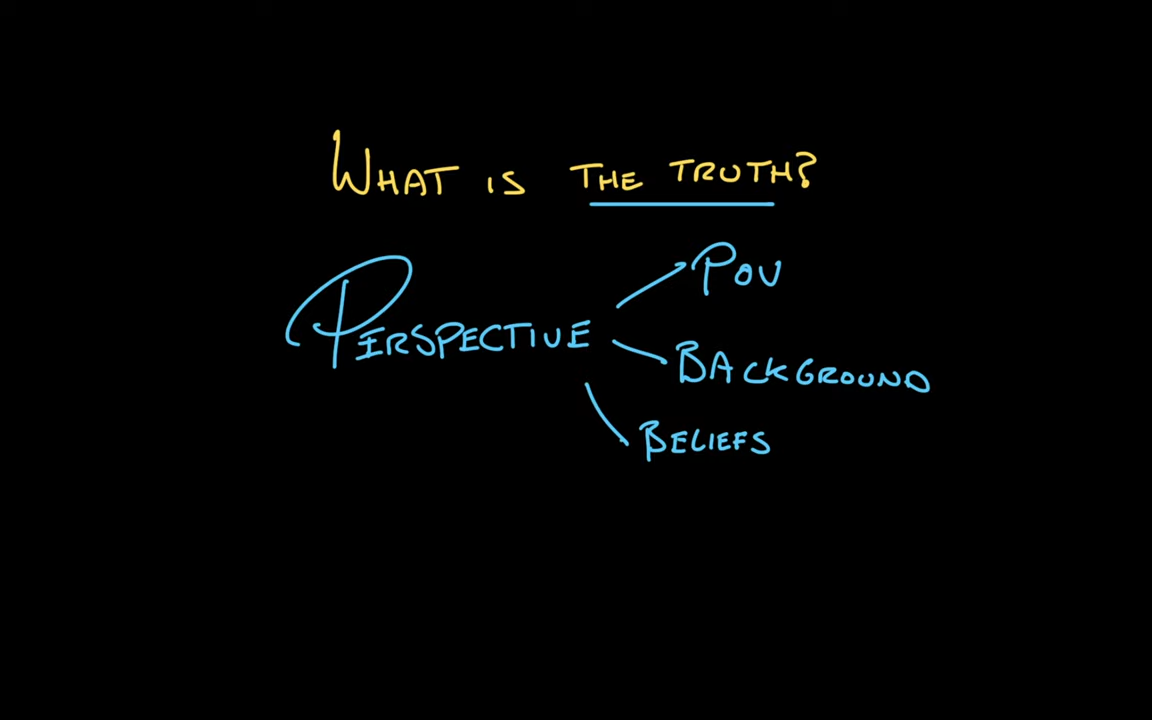 WHAT IS THE TRUTH?
POV
PERSPECTIVE
BACKGROUND
BELIEFS